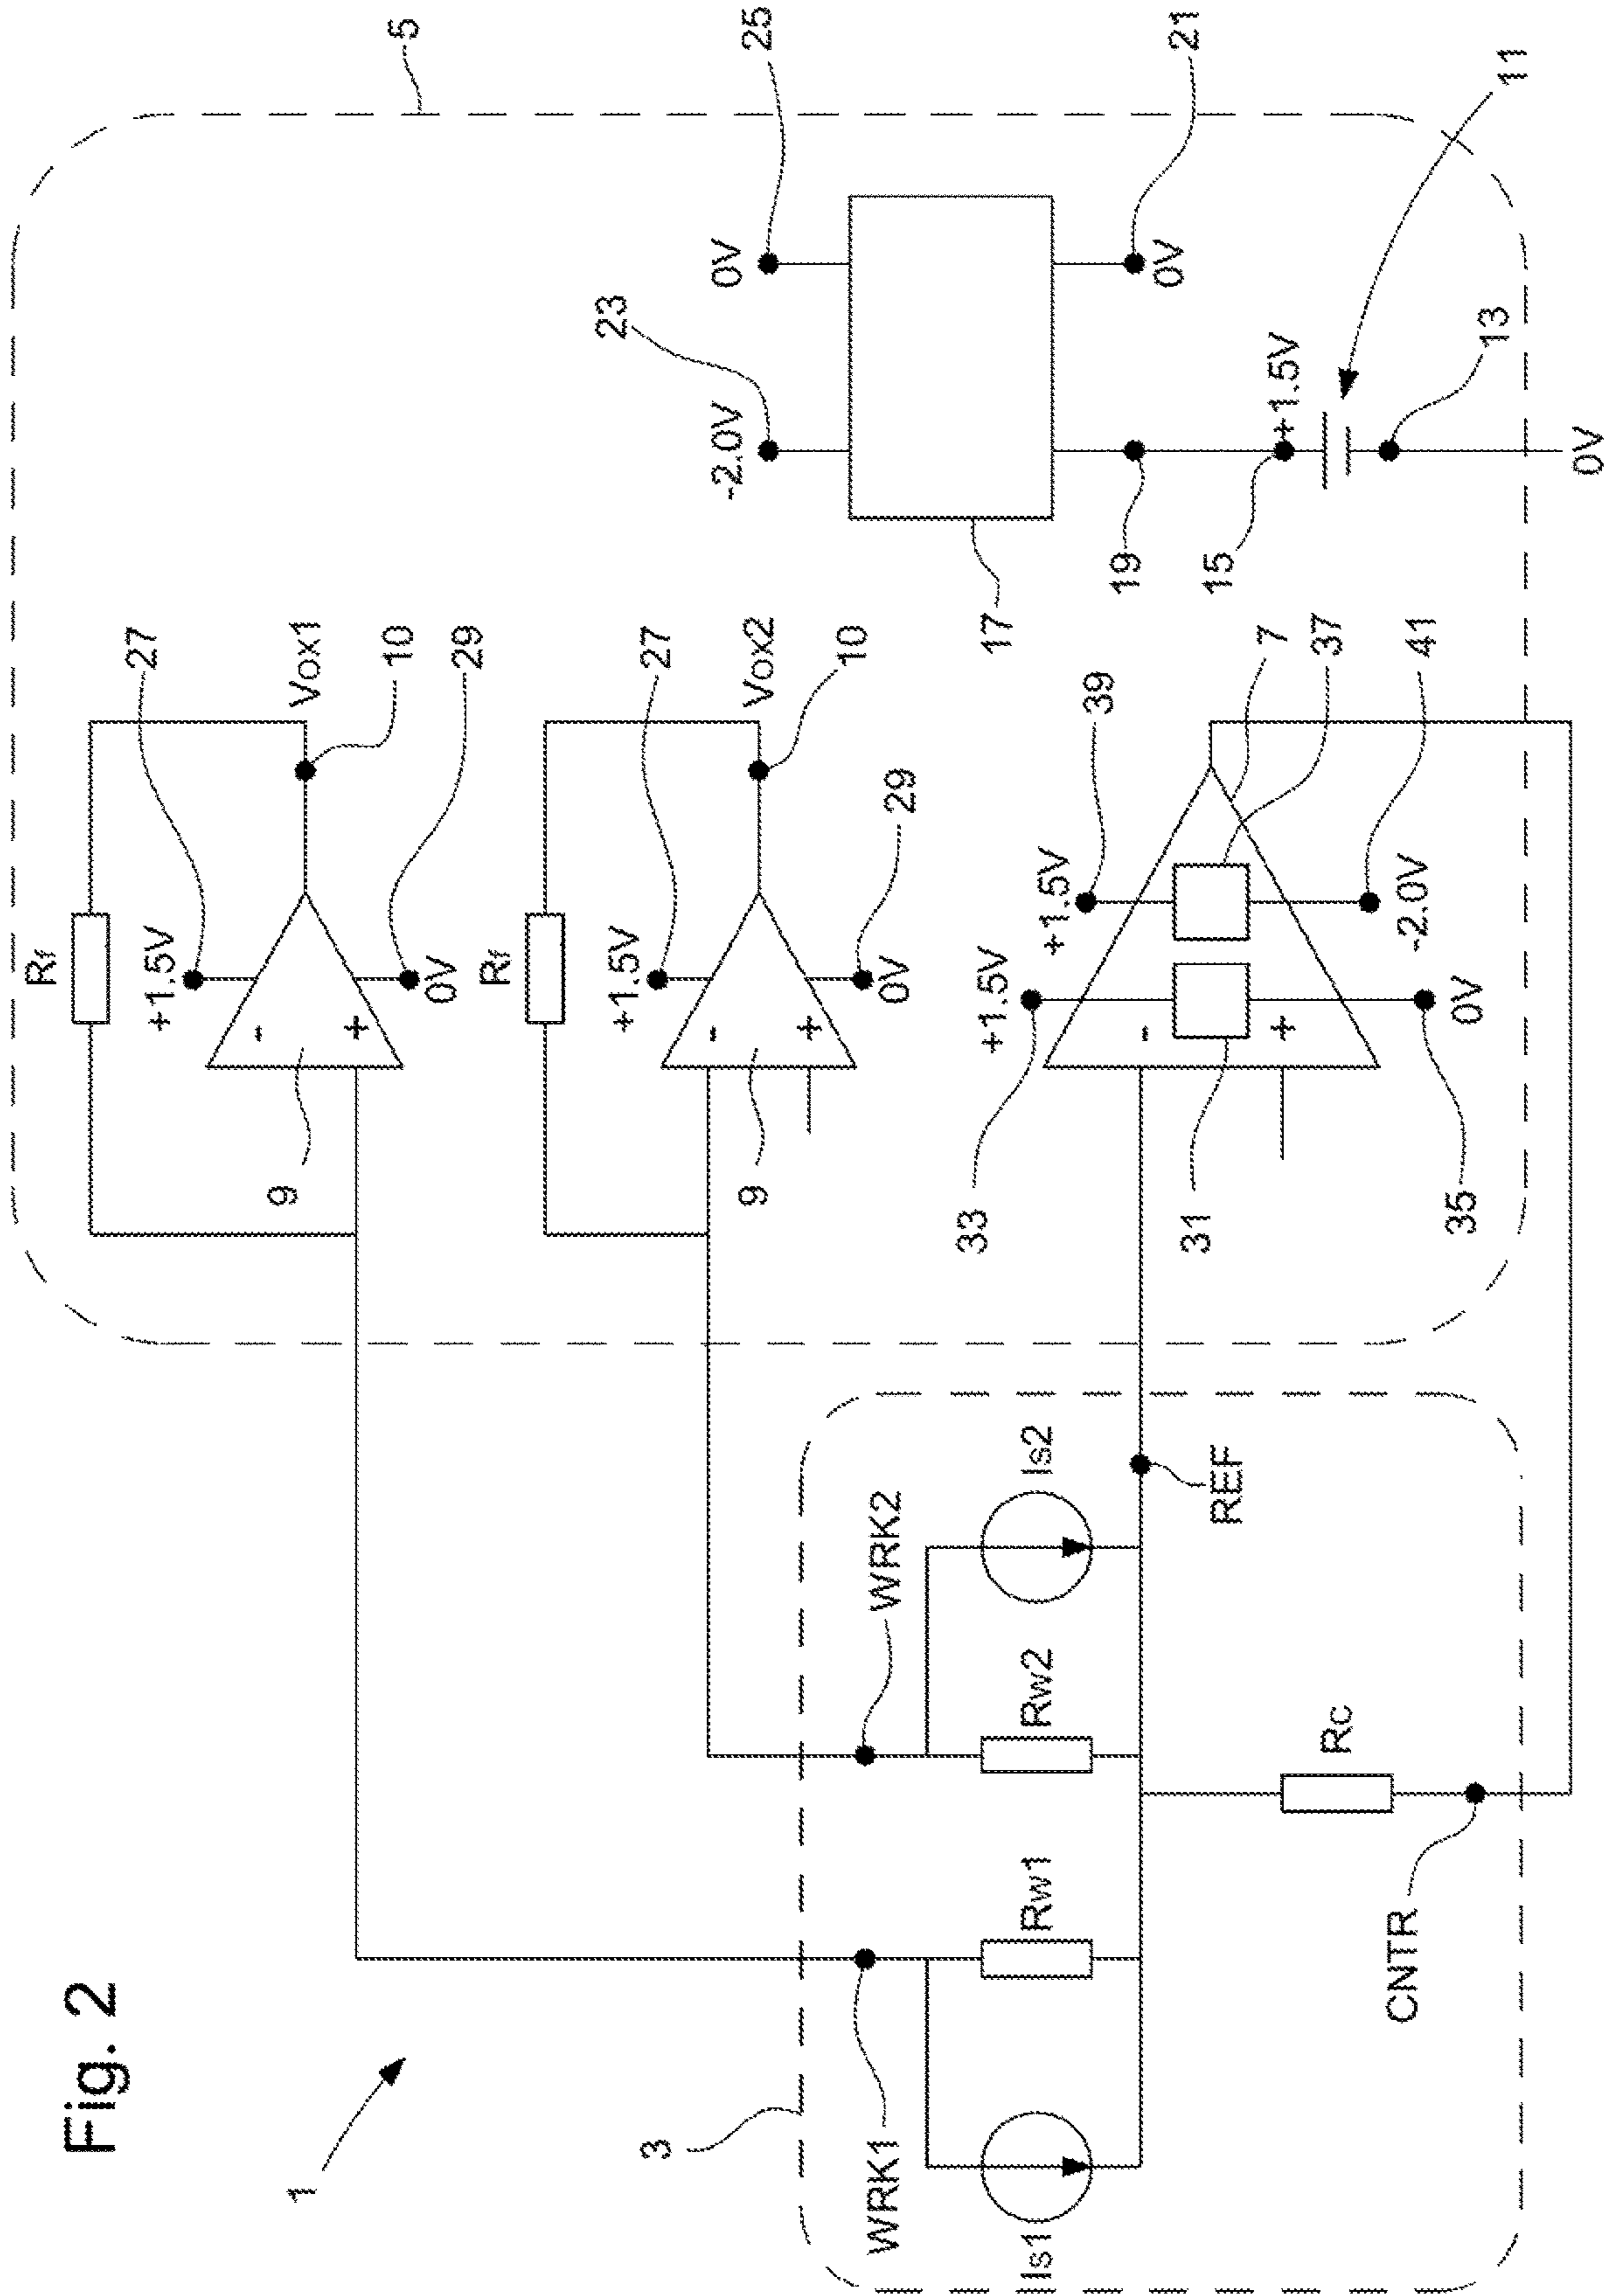 Fig. 2
1
3
5
Rf
27
+1.5V
-
+
9
0V
Vox1
10
29
Rf
27
+1.5V
-
+
9
0V
Vox2
10
29
-2.0V
23
0V
25
17
19
0V
21
15
+1.5V
11
13
0V
33
+1.5V
+1.5V
39
-
+
31
7
37
35
0V
-2.0V
41
WRK1
WRK2
Is1
Rw1
Rw2
Is2
REF
Rc
CNTR